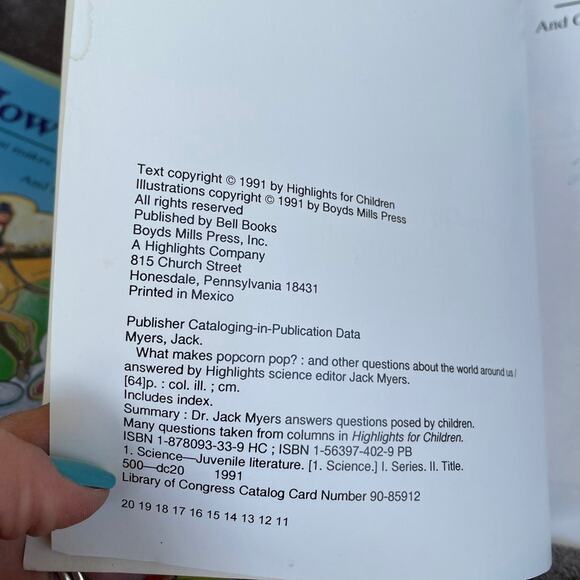 And
Text copyright © 1991 by Highlights for Children
Illustrations copyright © 1991 by Boyds Mills Press
All rights reserved
Published by Bell Books
Boyds Mills Press, Inc.
A Highlights Company
815 Church Street
Honesdale, Pennsylvania 18431
Printed in Mexico
Publisher Cataloging-in-Publication Data
Myers, Jack.
What makes popcorn pop? : and other questions about the world around us /
answered by Highlights science editor Jack Myers.
[64]p. : col. ill. ; cm.
Includes index.
Summary : Dr. Jack Myers answers questions posed by children.
Many questions taken from columns in Highlights for Children.
ISBN 1-878093-33-9 HC ; ISBN 1-56397-402-9 PB
1. Science—Juvenile literature. [1. Science.] I. Series. II. Title.
500—dc20 1991
Library of Congress Catalog Card Number 90-85912
20 19 18 17 16 15 14 13 12 11